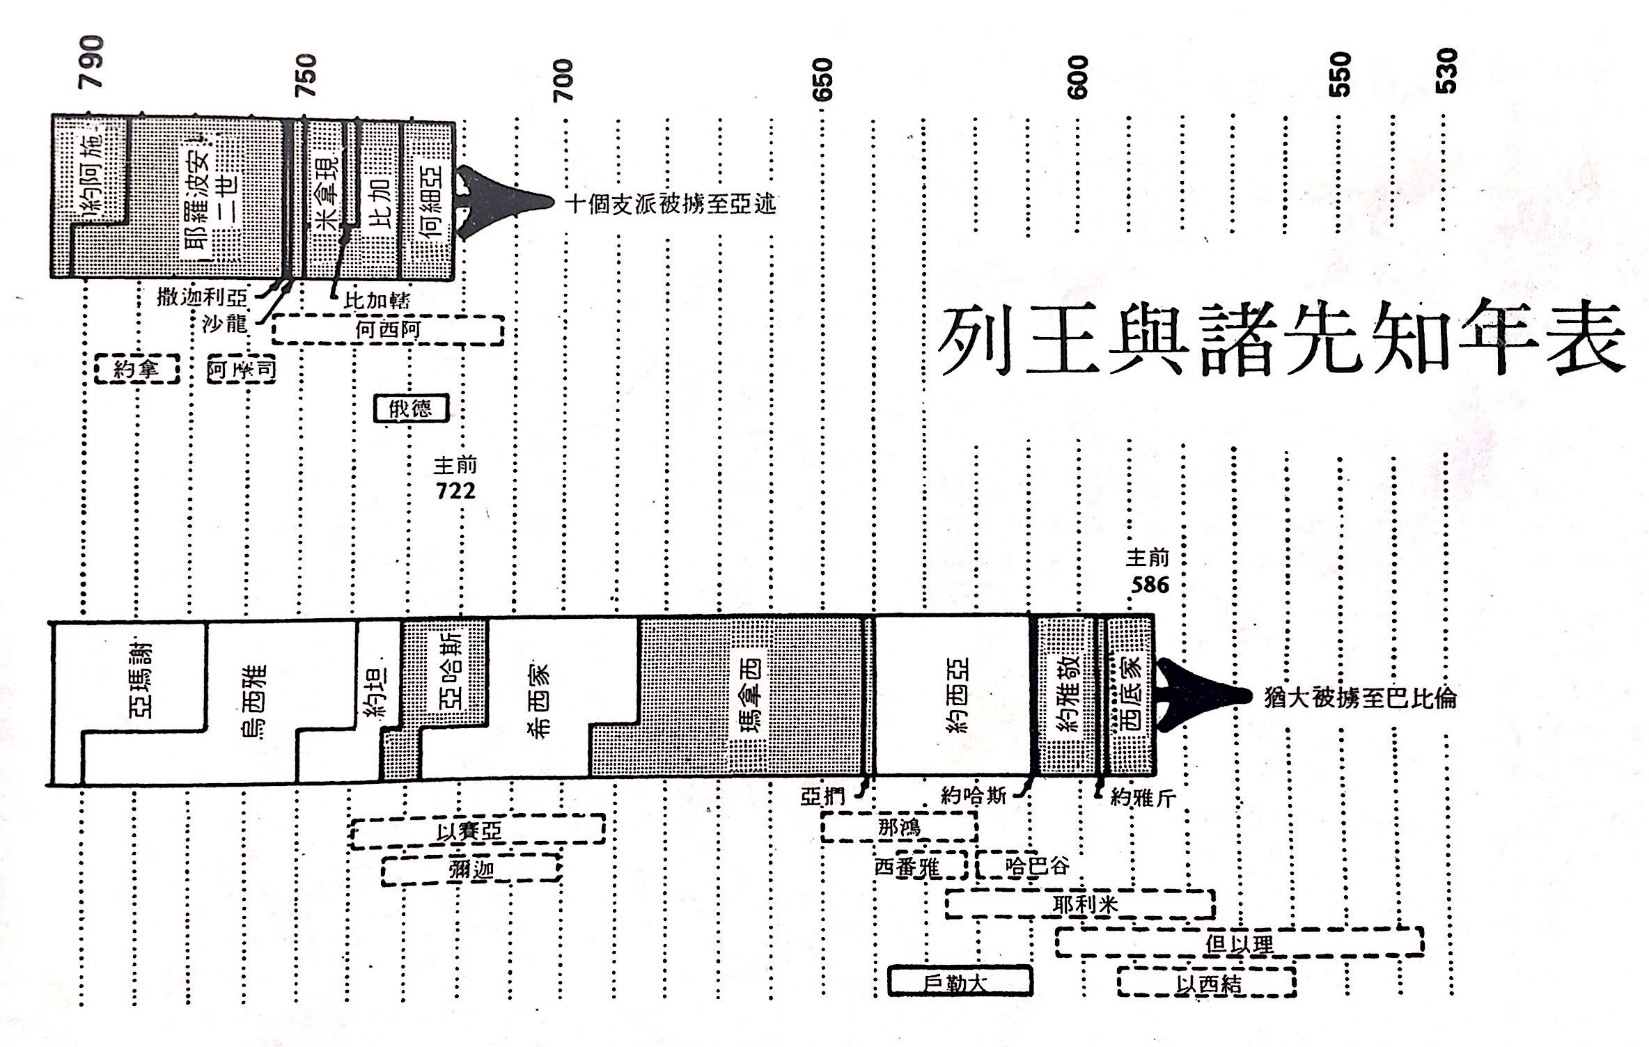 790
750
700
650
600
550
530
約阿施
耶羅波安
二世
米拿現
比加
何細亞
十個支派被擄至亞述
撒迦利亞
沙龍
比加轄
何西阿
列王與諸先知年表
約拿
阿摩司
俄德
主前
722
主前
586
亞瑪謝
烏西雅
約坦
亞哈斯
希西家
瑪拿西
約西亞
約雅敬
西底家
猶大被擄至巴比倫
亞捫
約哈斯
約雅斤
以賽亞
那鴻
彌迦
西番雅
哈巴谷
耶利米
但以理
戶勒大
以西結